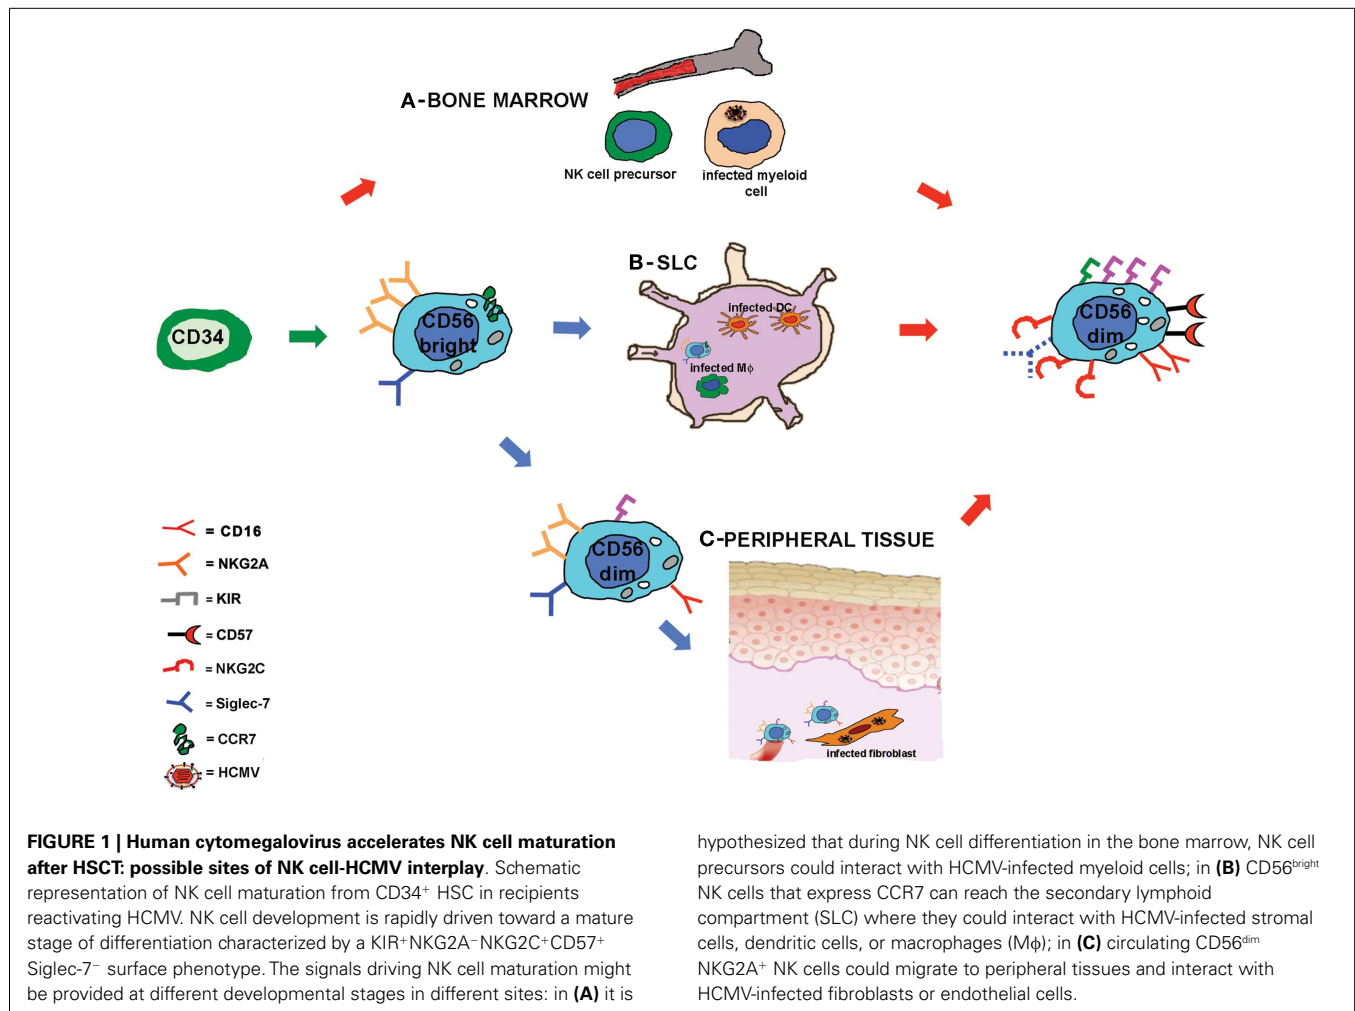 A-BONE MARROW
NK cell precursor
infected myeloid
cell
B-SLC
infected DC
infected Mϕ
CD34
CD56
bright
CD56
dim
CD56
dim
C-PERIPHERAL TISSUE
infected fibroblast
= CD16
= NKG2A
= KIR
= CD57
= NKG2C
= Siglec-7
= CCR7
= HCMV
FIGURE 1 | Human cytomegalovirus accelerates NK cell maturation
after HSCT: possible sites of NK cell-HCMV interplay. Schematic
representation of NK cell maturation from CD34⁺ HSC in recipients
reactivating HCMV. NK cell development is rapidly driven toward a mature
stage of differentiation characterized by a KIR⁺NKG2A⁻NKG2C⁺CD57⁺
Siglec-7⁻ surface phenotype. The signals driving NK cell maturation might
be provided at different developmental stages in different sites: in (A) it is
hypothesized that during NK cell differentiation in the bone marrow, NK cell
precursors could interact with HCMV-infected myeloid cells; in (B) CD56ᵇʳⁱᵍʰᵗ
NK cells that express CCR7 can reach the secondary lymphoid
compartment (SLC) where they could interact with HCMV-infected stromal
cells, dendritic cells, or macrophages (Mϕ); in (C) circulating CD56ᵈⁱᵐ
NKG2A⁺ NK cells could migrate to peripheral tissues and interact with
HCMV-infected fibroblasts or endothelial cells.